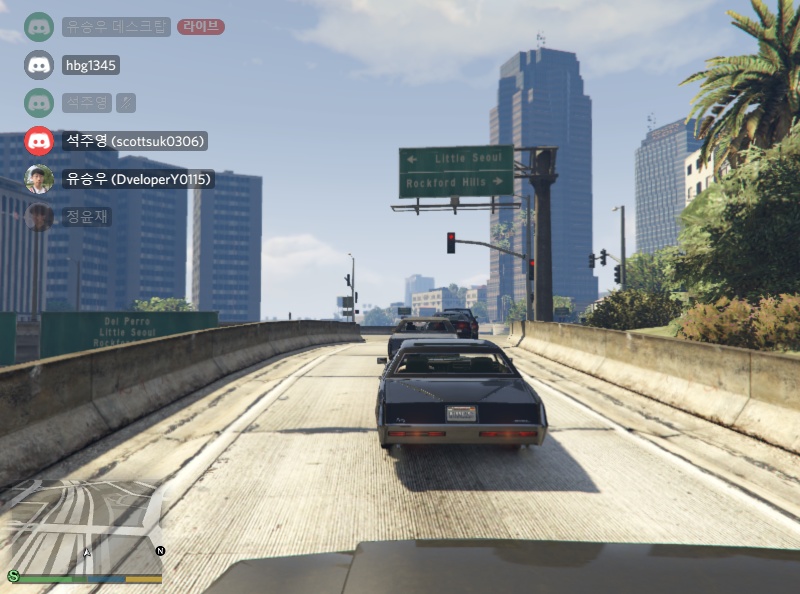 유승우 데스크탑 라이브
hbg1345
석주영
석주영 (scottsuk0306)
유승우 (DveloperY0115)
정윤재
Little Seoul
Rockford Hills
Del Perro
Little Seoul
N
S